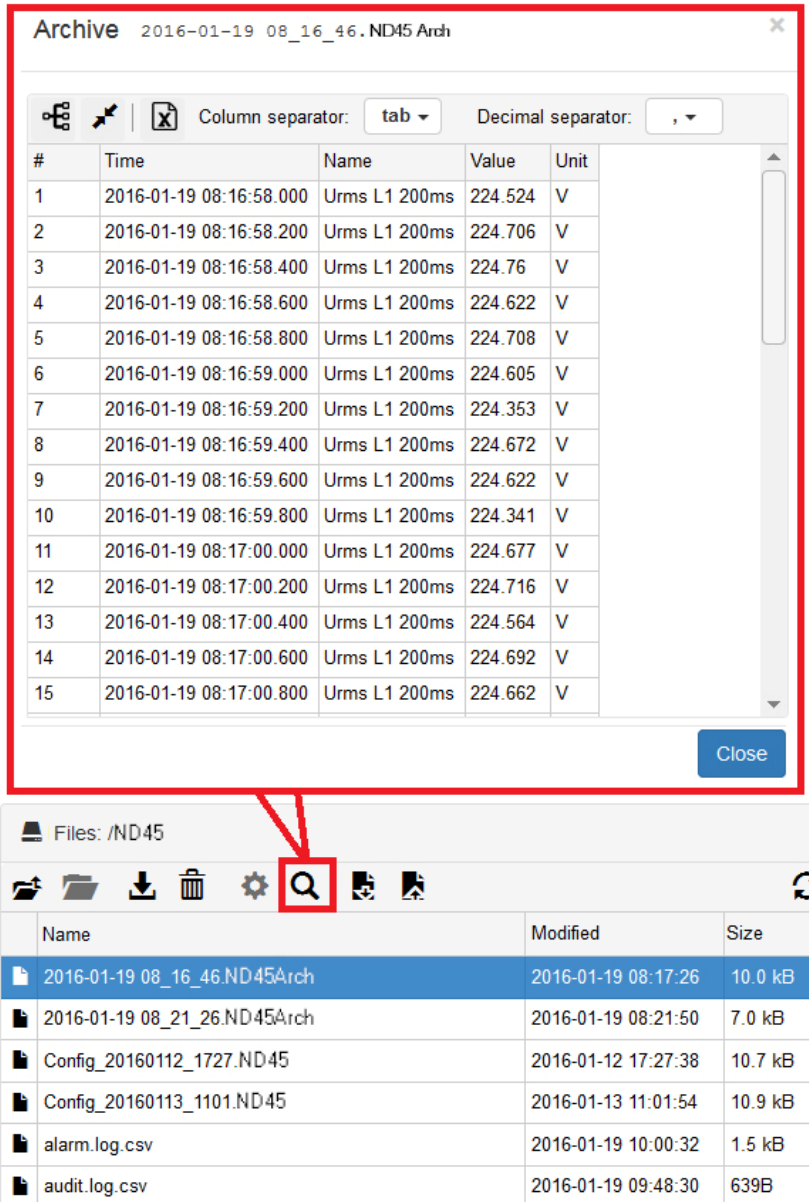 Archive 2016-01-19 08_16_46.ND45 Arch ×
Column separator: tab Decimal separator: ,
# Time Name Value Unit
1 2016-01-19 08:16:58.000 Urms L1 200ms 224.524 V
2 2016-01-19 08:16:58.200 Urms L1 200ms 224.706 V
3 2016-01-19 08:16:58.400 Urms L1 200ms 224.76 V
4 2016-01-19 08:16:58.600 Urms L1 200ms 224.622 V
5 2016-01-19 08:16:58.800 Urms L1 200ms 224.708 V
6 2016-01-19 08:16:59.000 Urms L1 200ms 224.605 V
7 2016-01-19 08:16:59.200 Urms L1 200ms 224.353 V
8 2016-01-19 08:16:59.400 Urms L1 200ms 224.672 V
9 2016-01-19 08:16:59.600 Urms L1 200ms 224.622 V
10 2016-01-19 08:16:59.800 Urms L1 200ms 224.341 V
11 2016-01-19 08:17:00.000 Urms L1 200ms 224.677 V
12 2016-01-19 08:17:00.200 Urms L1 200ms 224.716 V
13 2016-01-19 08:17:00.400 Urms L1 200ms 224.564 V
14 2016-01-19 08:17:00.600 Urms L1 200ms 224.692 V
15 2016-01-19 08:17:00.800 Urms L1 200ms 224.662 V
Close
Files: /ND45
Name Modified Size
2016-01-19 08_16_46.ND45Arch 2016-01-19 08:17:26 10.0 kB
2016-01-19 08_21_26.ND45Arch 2016-01-19 08:21:50 7.0 kB
Config_20160112_1727.ND45 2016-01-12 17:27:38 10.7 kB
Config_20160113_1101.ND45 2016-01-13 11:01:54 10.9 kB
alarm.log.csv 2016-01-19 10:00:32 1.5 kB
audit.log.csv 2016-01-19 09:48:30 639B